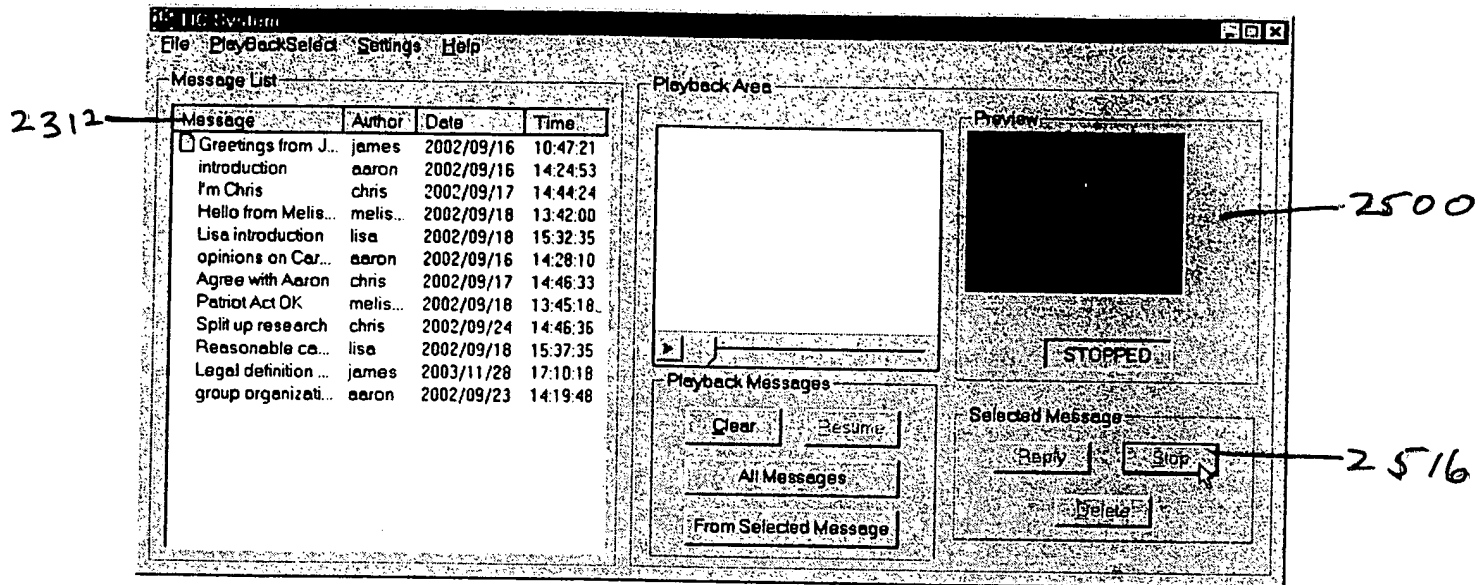 TIC System
File PlayBackSelect Settings Help
Message List
Message Author Date Time
Greetings from J... james 2002/09/16 10:47:21
introduction aaron 2002/09/16 14:24:53
I'm Chris chris 2002/09/17 14:44:24
Hello from Melis... melis... 2002/09/18 13:42:00
Lisa introduction lisa 2002/09/18 15:32:35
opinions on Car... aaron 2002/09/16 14:28:10
Agree with Aaron chris 2002/09/17 14:46:33
Patriot Act OK melis... 2002/09/18 13:45:18
Split up research chris 2002/09/24 14:46:36
Reasonable ca... lisa 2002/09/18 15:37:35
Legal definition ... james 2003/11/28 17:10:18
group organizati... aaron 2002/09/23 14:19:48
2312
Playback Area
Preview
2500
STOPPED
Playback Messages
Clear Resume
All Messages
From Selected Message
Selected Message
Reply Stop
2516
Delete